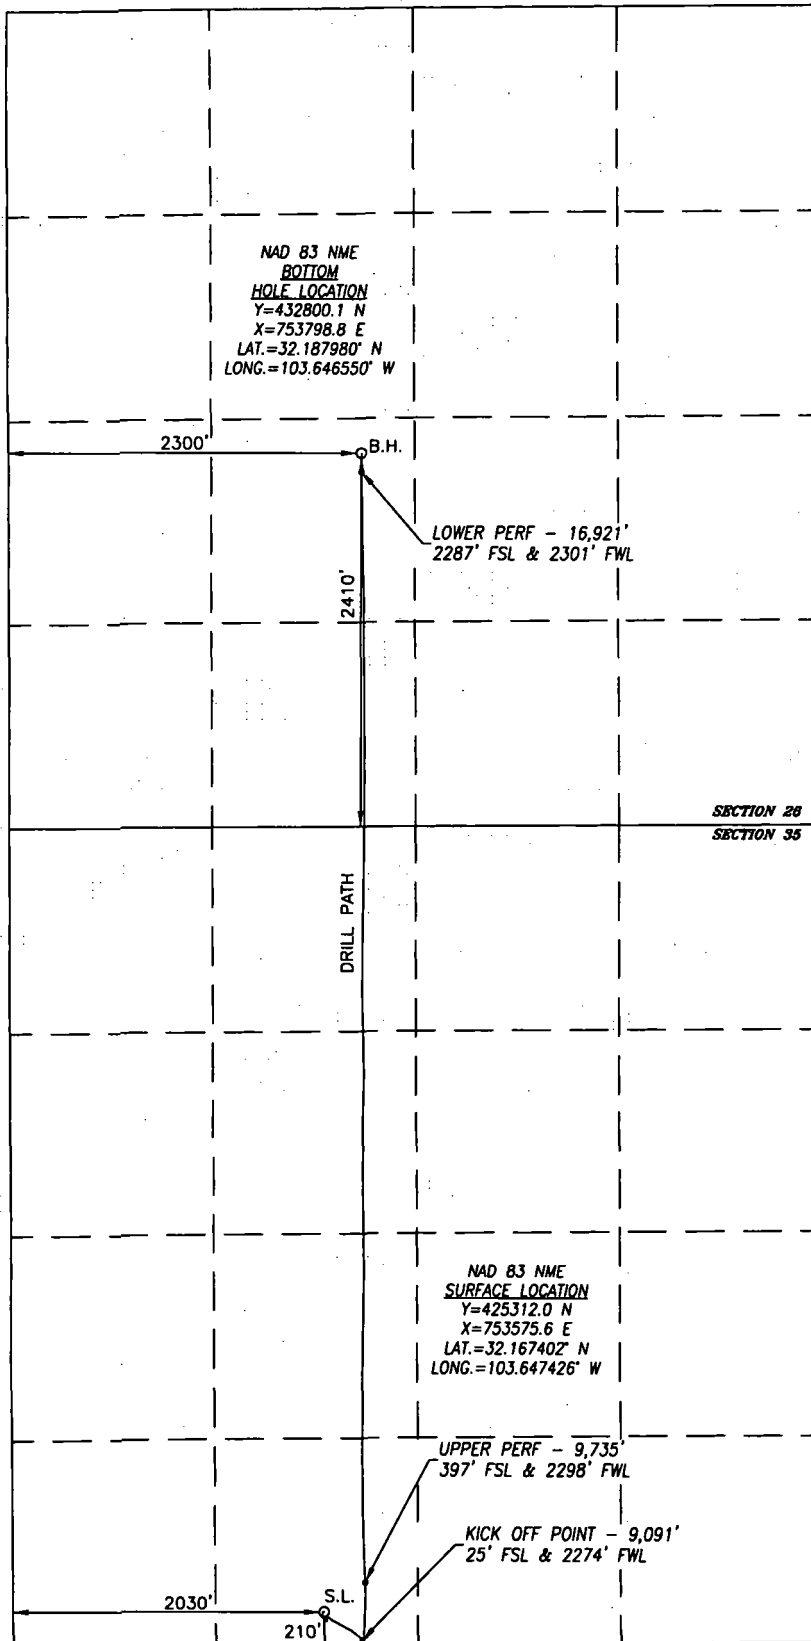 NAD 83 NME
BOTTOM
HOLE LOCATION
Y=432800.1 N
X=753798.8 E
LAT.=32.187980° N
LONG.=103.646550° W
2300'
B.H.
LOWER PERF - 16,921'
2287' FSL & 2301' FWL
2410'
SECTION 26
SECTION 35
DRILL PATH
NAD 83 NME
SURFACE LOCATION
Y=425312.0 N
X=753575.6 E
LAT.=32.167402° N
LONG.=103.647426° W
UPPER PERF - 9,735'
397' FSL & 2298' FWL
KICK OFF POINT - 9,091'
25' FSL & 2274' FWL
S.L.
2030'
210'